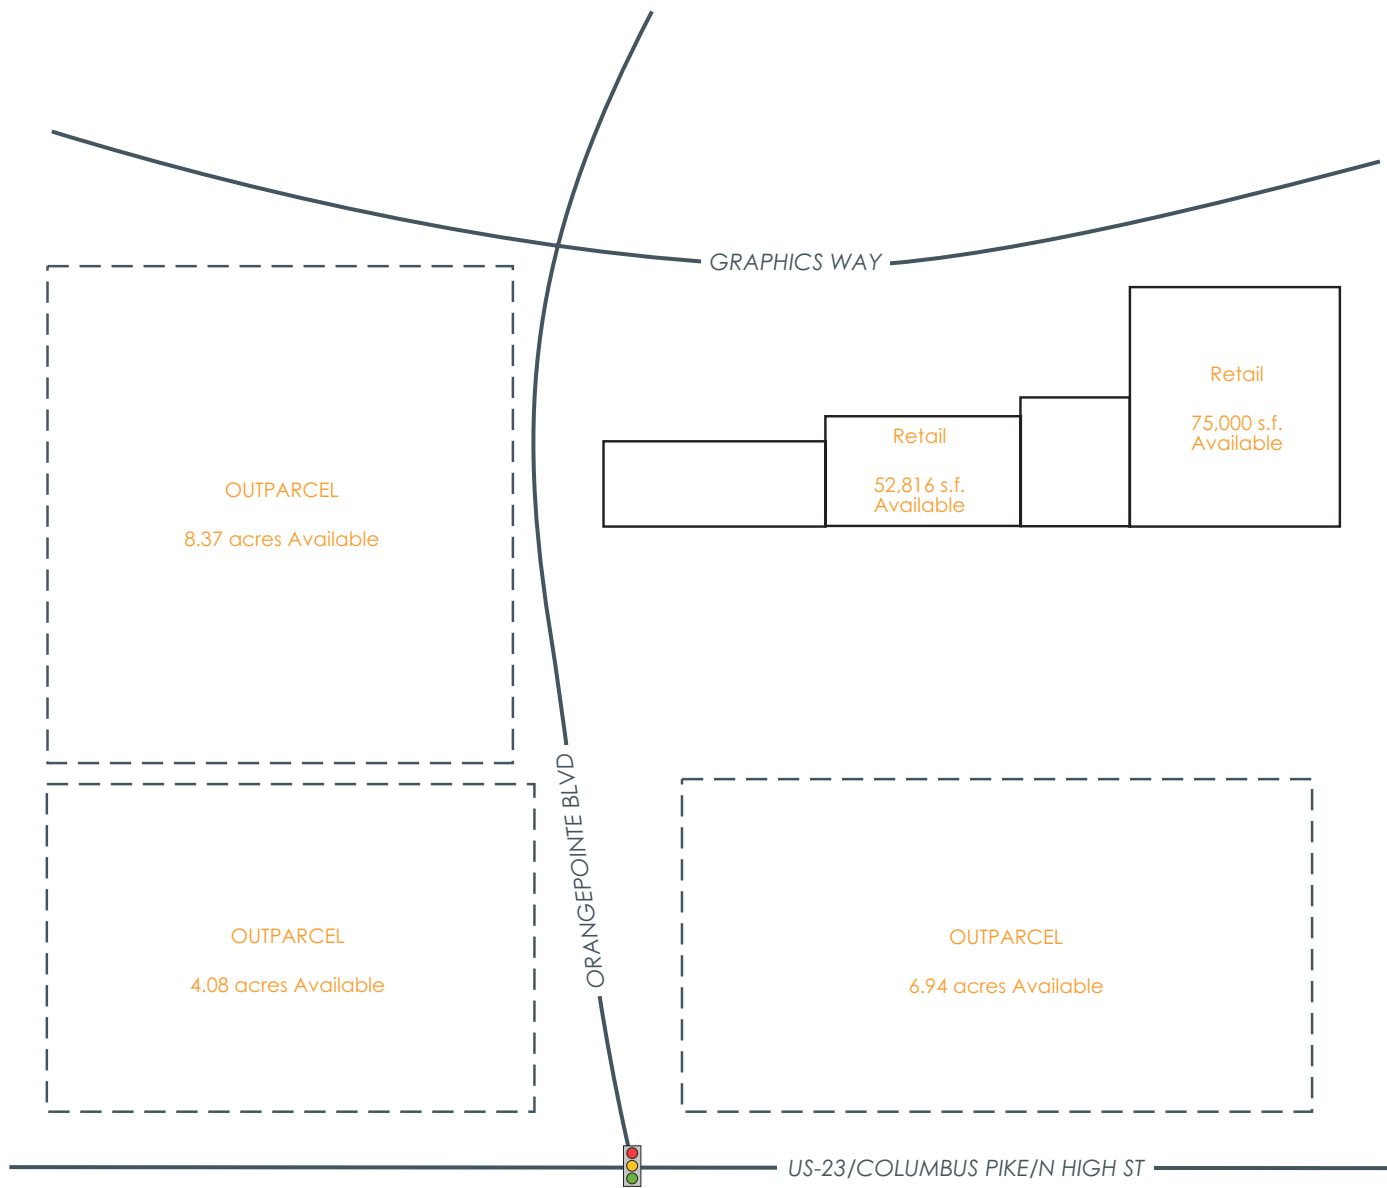 GRAPHICS WAY
Retail
75,000 s.f.
Available
Retail
52,816 s.f.
Available
OUTPARCEL
8.37 acres Available
ORANGEPOINTE BLVD
OUTPARCEL
4.08 acres Available
OUTPARCEL
6.94 acres Available
US-23/COLUMBUS PIKE/N HIGH ST